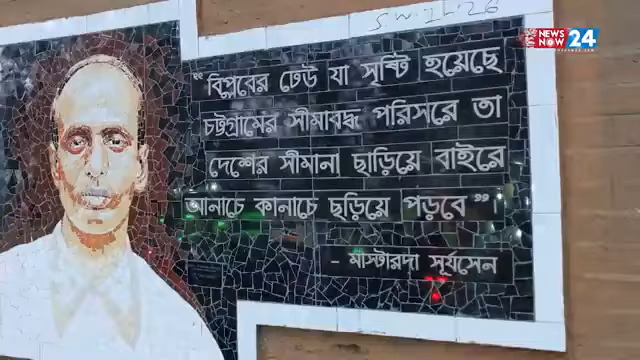 NEWS
NOW 24
"বিপ্লবের ঢেউ যা সৃষ্টি হয়েছে
চট্টগ্রামের সীমাবদ্ধ পরিসরে তা
দেশের সীমানা ছাড়িয়ে বাইরে
আনাচে কানাচে ছড়িয়ে পড়বে"।
- মাস্টারদা সূর্যসেন